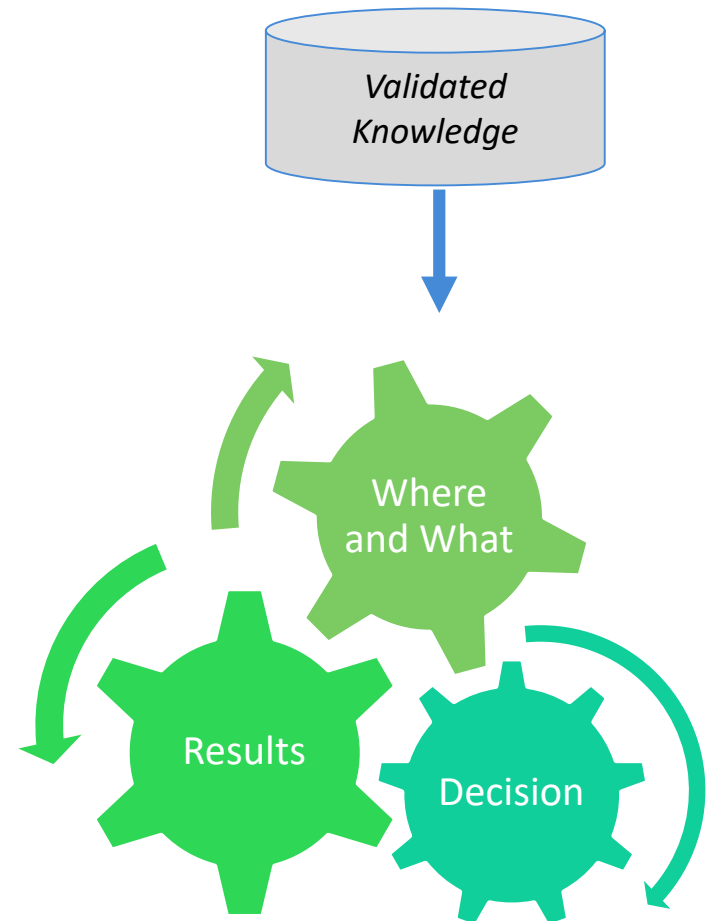 Validated
Knowledge
Where
and What
Results
Decision